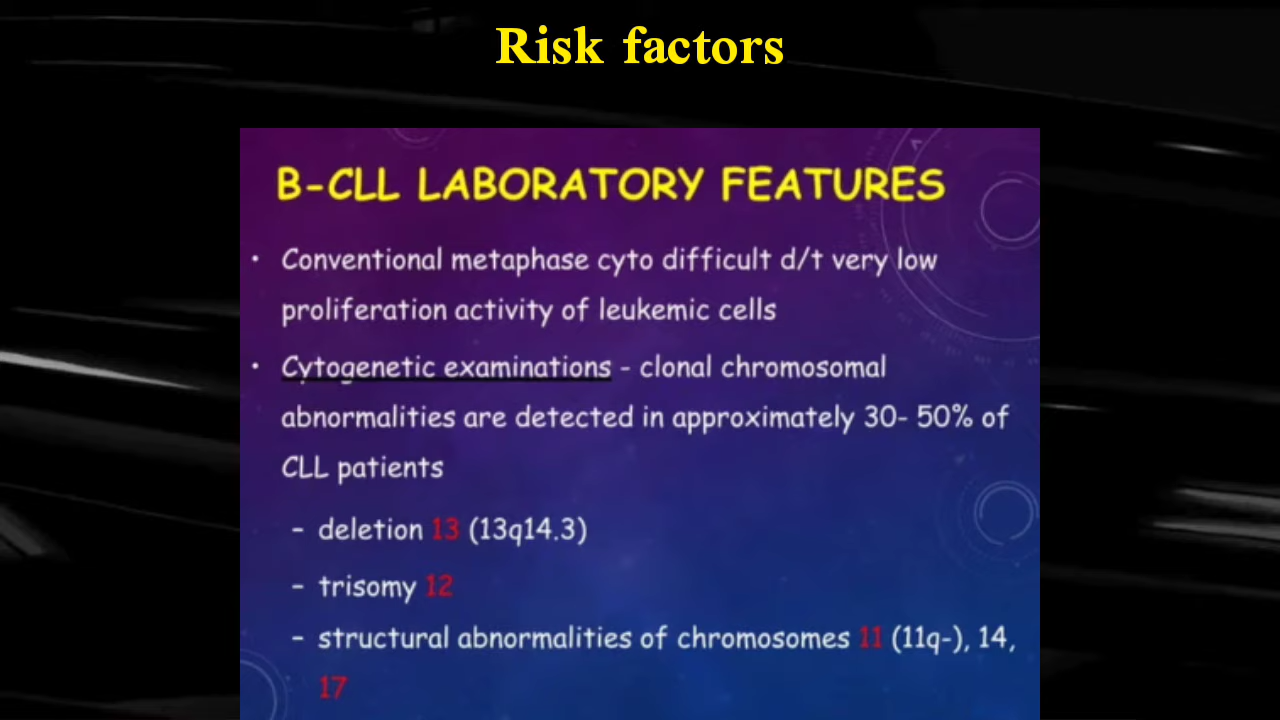 Risk factors
B-CLL LABORATORY FEATURES
• Conventional metaphase cyto difficult d/t very low
proliferation activity of leukemic cells
• Cytogenetic examinations - clonal chromosomal
abnormalities are detected in approximately 30- 50% of
CLL patients
- deletion 13 (13q14.3)
- trisomy 12
- structural abnormalities of chromosomes 11 (11q-), 14,
17